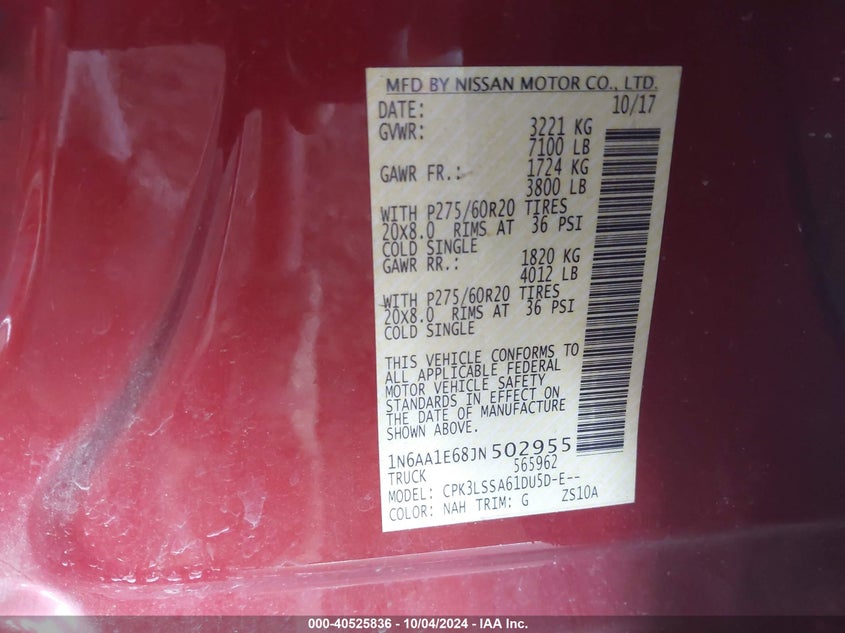 MFD BY NISSAN MOTOR CO., LTD.
DATE: 10/17
GVWR: 3221 KG
7100 LB
GAWR FR.: 1724 KG
3800 LB
WITH P275/60R20 TIRES
20X8.0 RIMS AT 36 PSI
COLD SINGLE
GAWR RR.: 1820 KG
4012 LB
WITH P275/60R20 TIRES
20X8.0 RIMS AT 36 PSI
COLD SINGLE
THIS VEHICLE CONFORMS TO
ALL APPLICABLE FEDERAL
MOTOR VEHICLE SAFETY
STANDARDS IN EFFECT ON
THE DATE OF MANUFACTURE
SHOWN ABOVE.
1N6AA1E68JN502955
TRUCK 565962
MODEL: CPK3LSSA61DU5D-E--
COLOR: NAH TRIM: G ZS10A
000-40525836 - 10/04/2024 - IAA Inc.